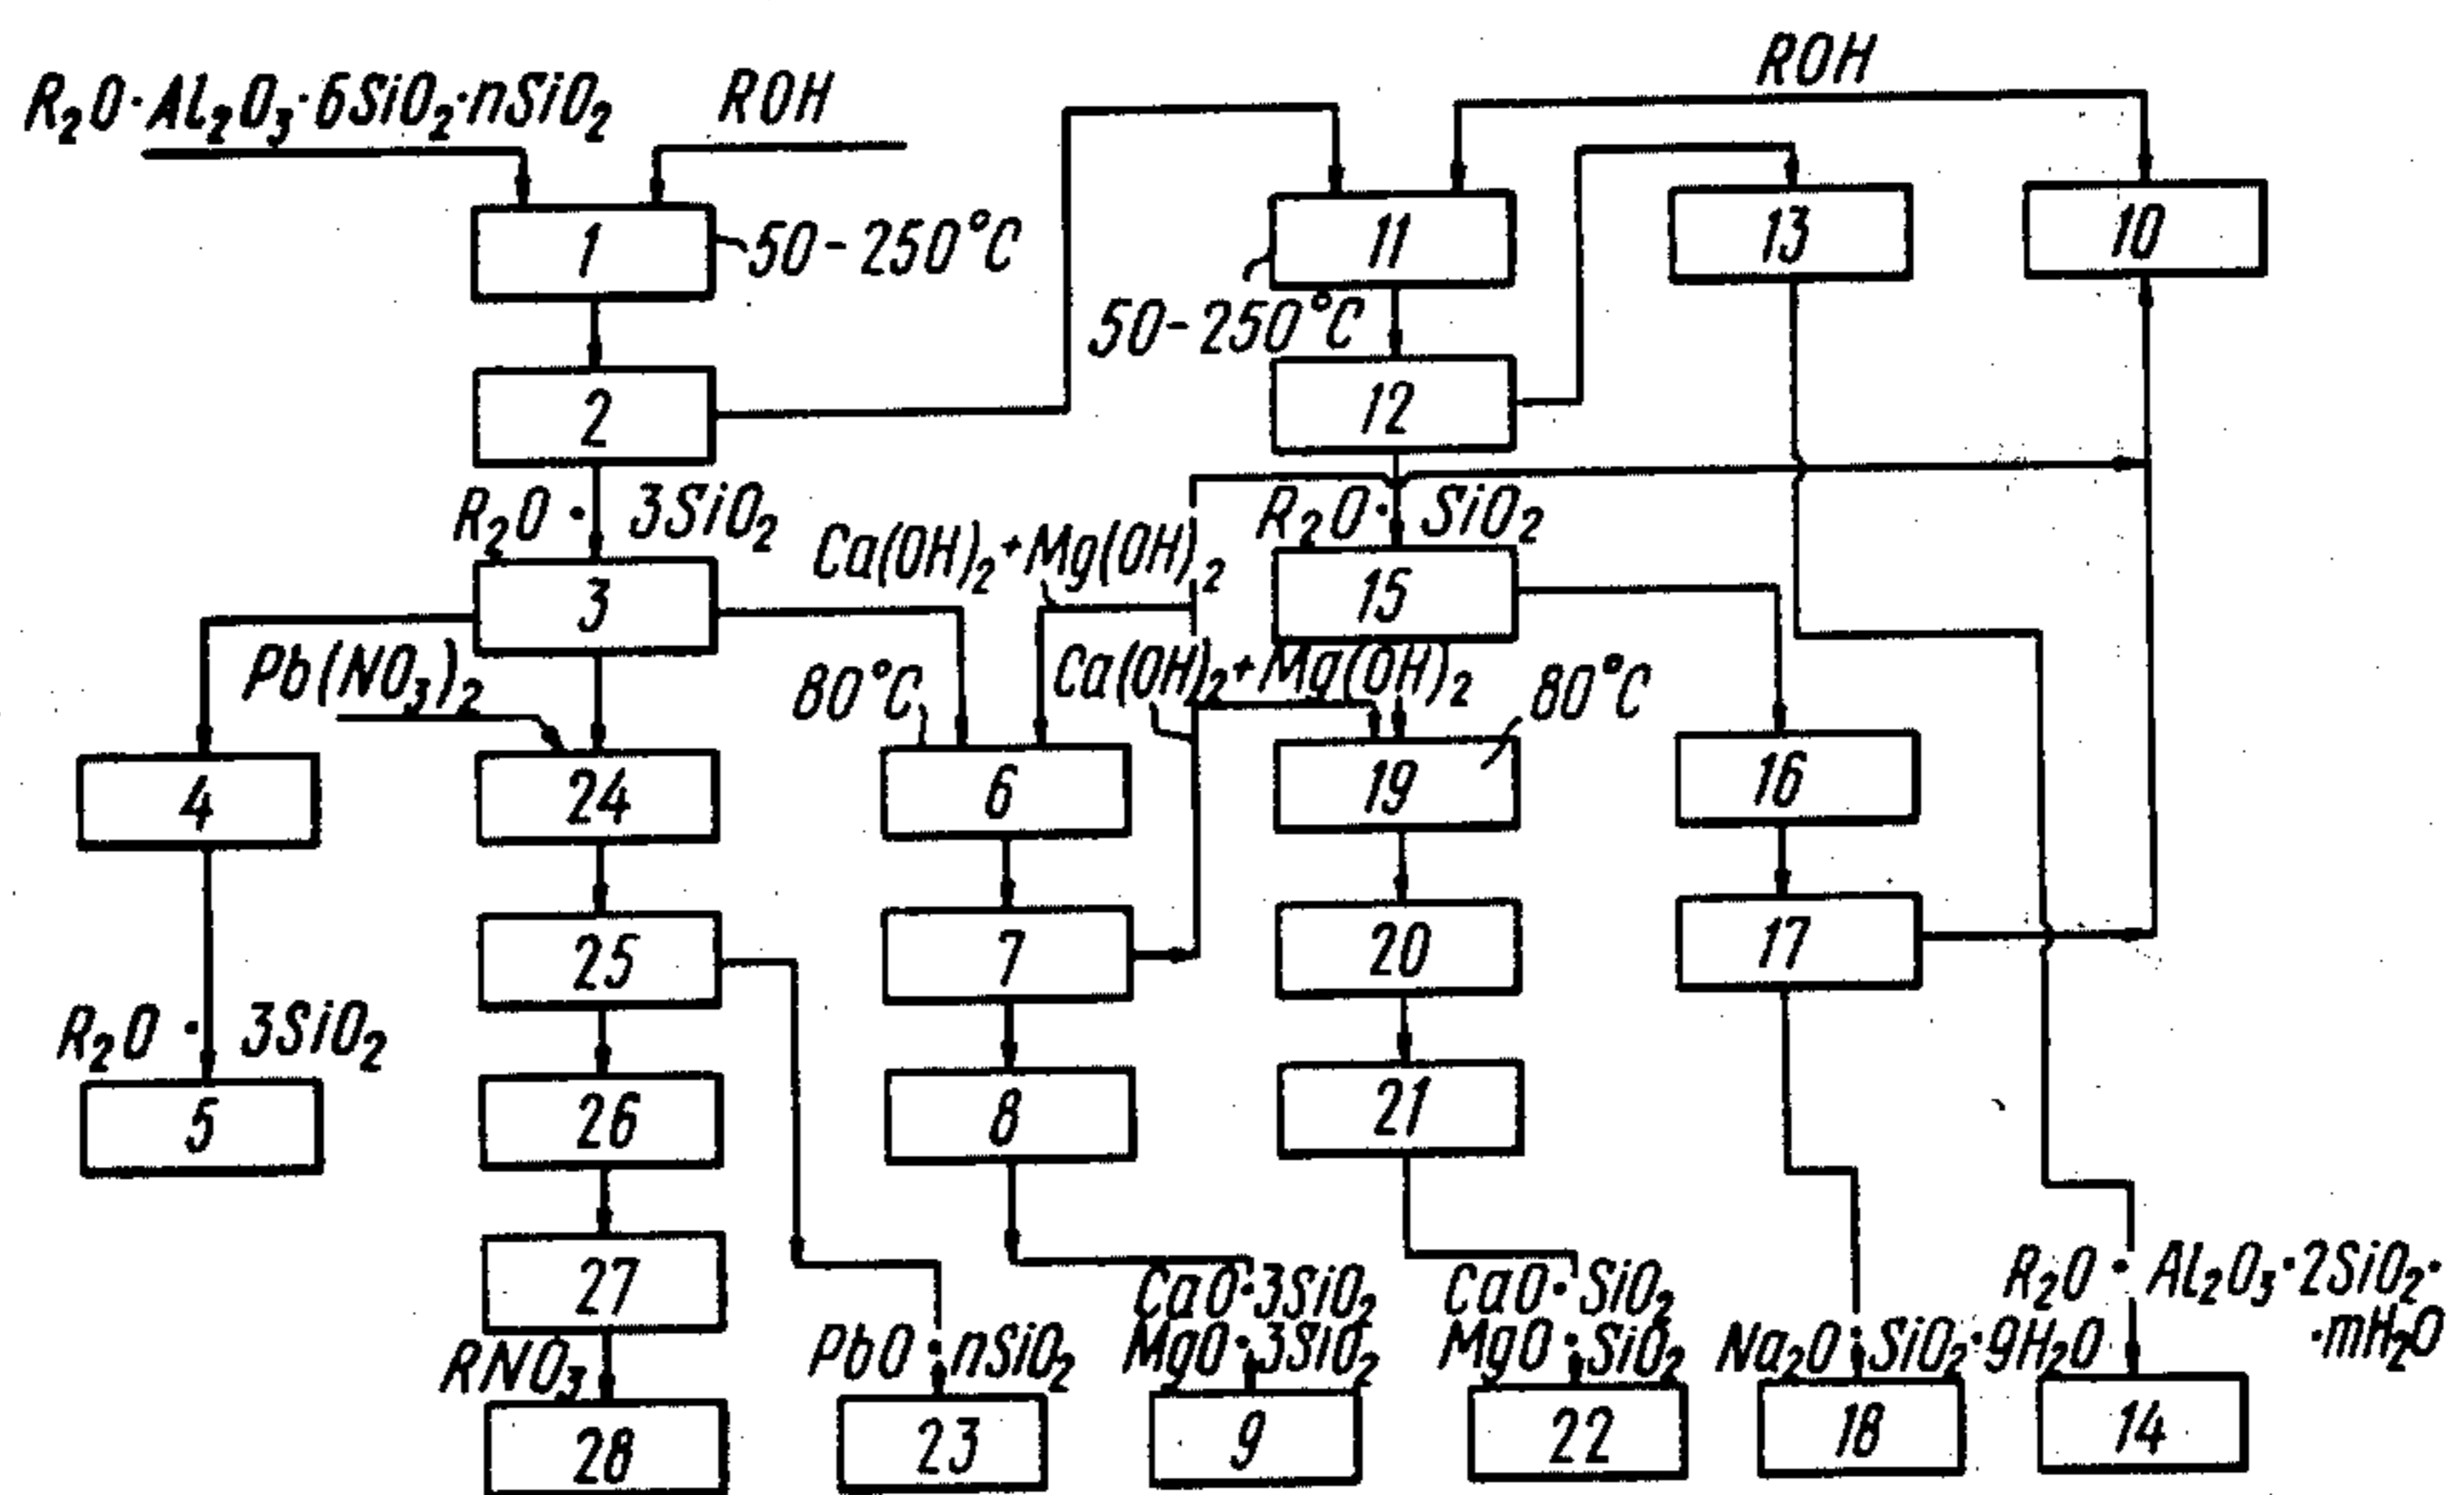 ROH
R₂O·Al₂O₃·6SiO₂·nSiO₂
ROH
1
50-250°C
11
13
10
50-250°C
2
12
R₂O · 3SiO₂
Ca(OH)₂+Mg(OH)₂
R₂O· SiO₂
3
15
Pb(NO₃)₂
80°C
Ca(OH)₂+Mg(OH)₂
80°C
4
24
6
19
16
25
7
20
17
R₂O · 3SiO₂
5
26
8
21
27
CaO·3SiO₂
CaO·SiO₂
R₂O·Al₂O₃·2SiO₂·
·mH₂O
RNO₃
PbO·nSiO₂
MgO·3SiO₂
MgO·SiO₂
Na₂O·SiO₂·9H₂O
28
23
9
22
18
14